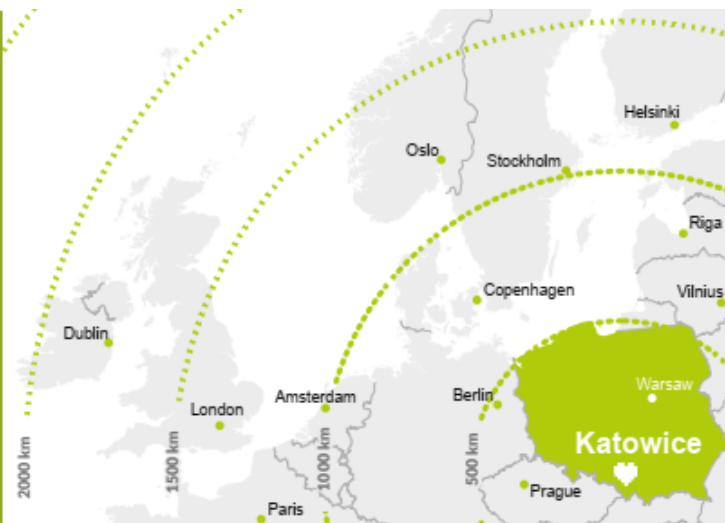 Helsinki
Oslo
Stockholm
Riga
Copenhagen
Vilnius
Dublin
Warsaw
Amsterdam
Berlin
London
Katowice
2000 km
1500 km
1000 km
500 km
Prague
Paris